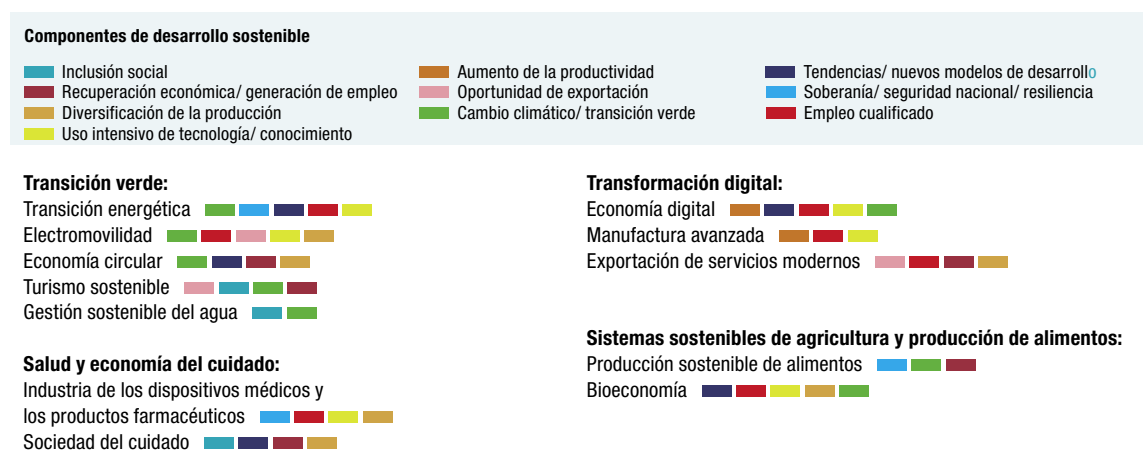 Componentes de desarrollo sostenible
Inclusión social
Recuperación económica/ generación de empleo
Diversificación de la producción
Uso intensivo de tecnología/ conocimiento
Aumento de la productividad
Oportunidad de exportación
Cambio climático/ transición verde
Tendencias/ nuevos modelos de desarrollo
Soberanía/ seguridad nacional/ resiliencia
Empleo cualificado
Transición verde:
Transición energética
Electromovilidad
Economía circular
Turismo sostenible
Gestión sostenible del agua
Salud y economía del cuidado:
Industria de los dispositivos médicos y
los productos farmacéuticos
Sociedad del cuidado
Transformación digital:
Economía digital
Manufactura avanzada
Exportación de servicios modernos
Sistemas sostenibles de agricultura y producción de alimentos:
Producción sostenible de alimentos
Bioeconomía